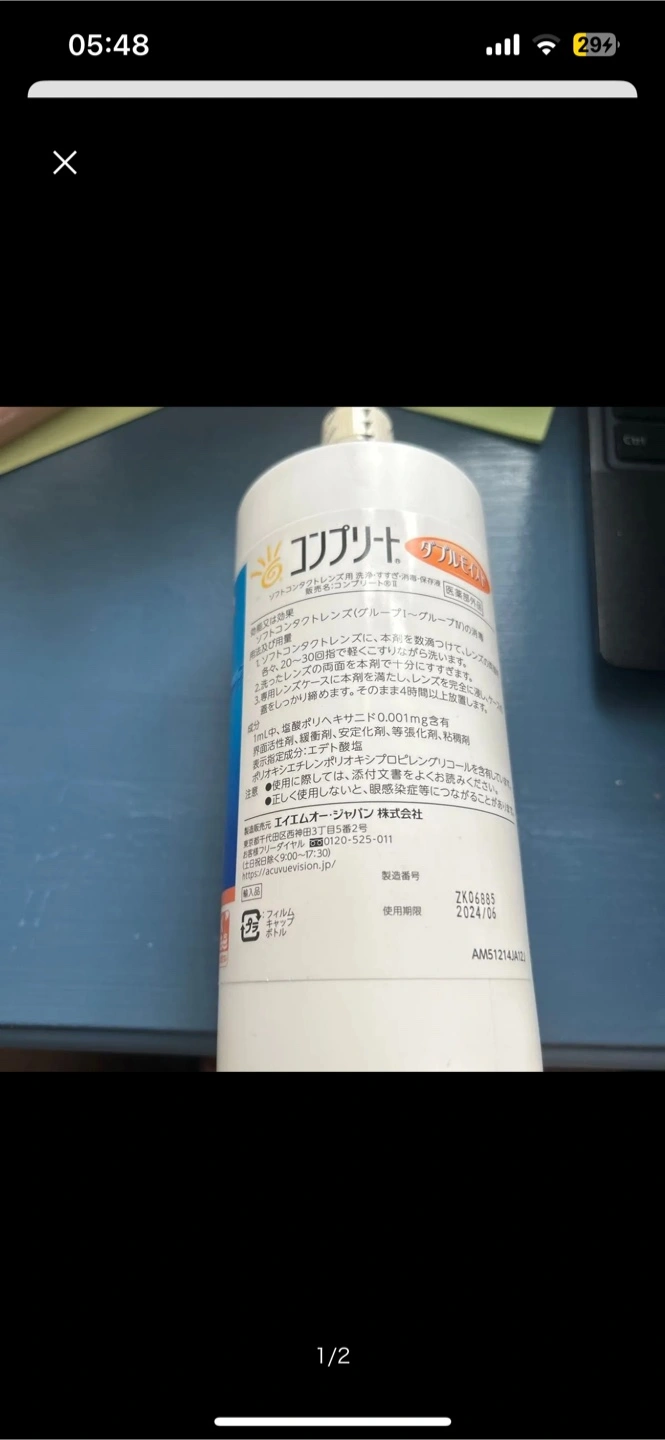 05:48
29
コンプリート®
ダブルモイスト
ソフトコンタクトレンズ用 洗浄・すすぎ・消毒・保存液
販売名:コンプリート®Ⅱ
医薬部外品
効能又は効果
ソフトコンタクトレンズ(グループⅠ~グループⅣ)の消毒
用法及び用量
1.ソフトコンタクトレンズに、本剤を数滴つけて、レンズの
各々、20~30回指で軽くこすりながら洗います。
2.洗ったレンズの両面を本剤で十分にすすぎます。
3.専用レンズケースに本剤を満たし、レンズを完全に浸し、ケースの
蓋をしっかり締めます。そのまま4時間以上放置します。
成分
1mL中、塩酸ポリヘキサニド0.001mg含有
界面活性剤、緩衝剤、安定化剤、等張化剤、粘稠剤
表示指定成分:エデト酸塩
ポリオキシエチレンポリオキシプロピレングリコールを含有しています。
注意 ●使用に際しては、添付文書をよくお読みください。
●正しく使用しないと、眼感染症等につながることがあります。
製造販売元 エイエムオー・ジャパン 株式会社
東京都千代田区西神田3丁目5番2号
お客様フリーダイヤル 0120-525-011
(土日祝日除く9:00~17:30)
https://acuvuevision.jp/
輸入品
製造番号 ZK06885
使用期限 2024/06
プラ :フィルム
キャップ
ボトル
AM51214JA12J
Ctrl
1/2